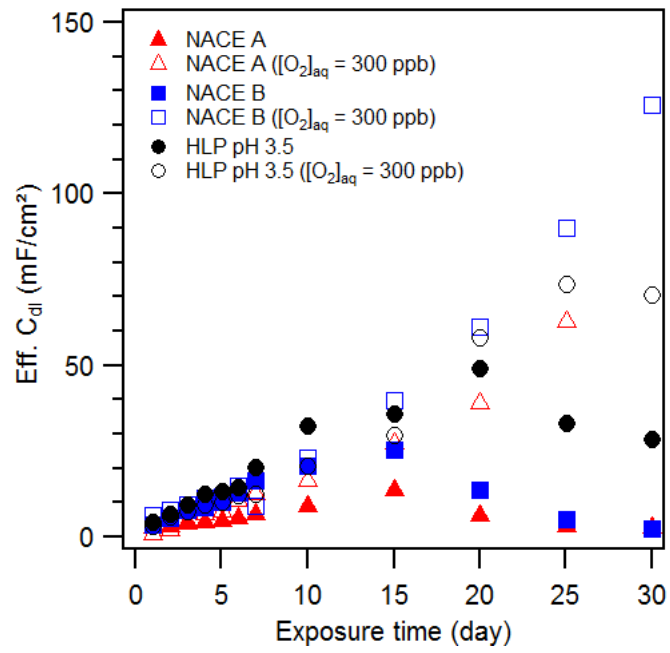 150
100
50
0
Eff. C_dl (mF/cm²)
NACE A
NACE A ([O₂]aq = 300 ppb)
NACE B
NACE B ([O₂]aq = 300 ppb)
HLP pH 3.5
HLP pH 3.5 ([O₂]aq = 300 ppb)
0 5 10 15 20 25 30
Exposure time (day)